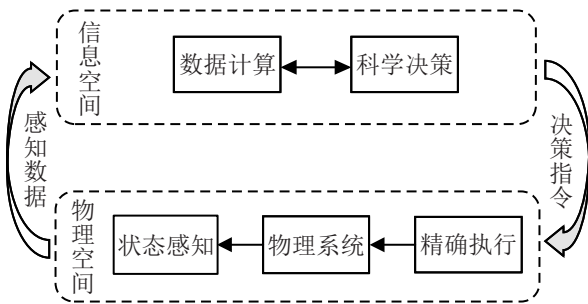 信息空间
数据计算
科学决策
感知数据
决策指令
物理空间
状态感知
物理系统
精确执行